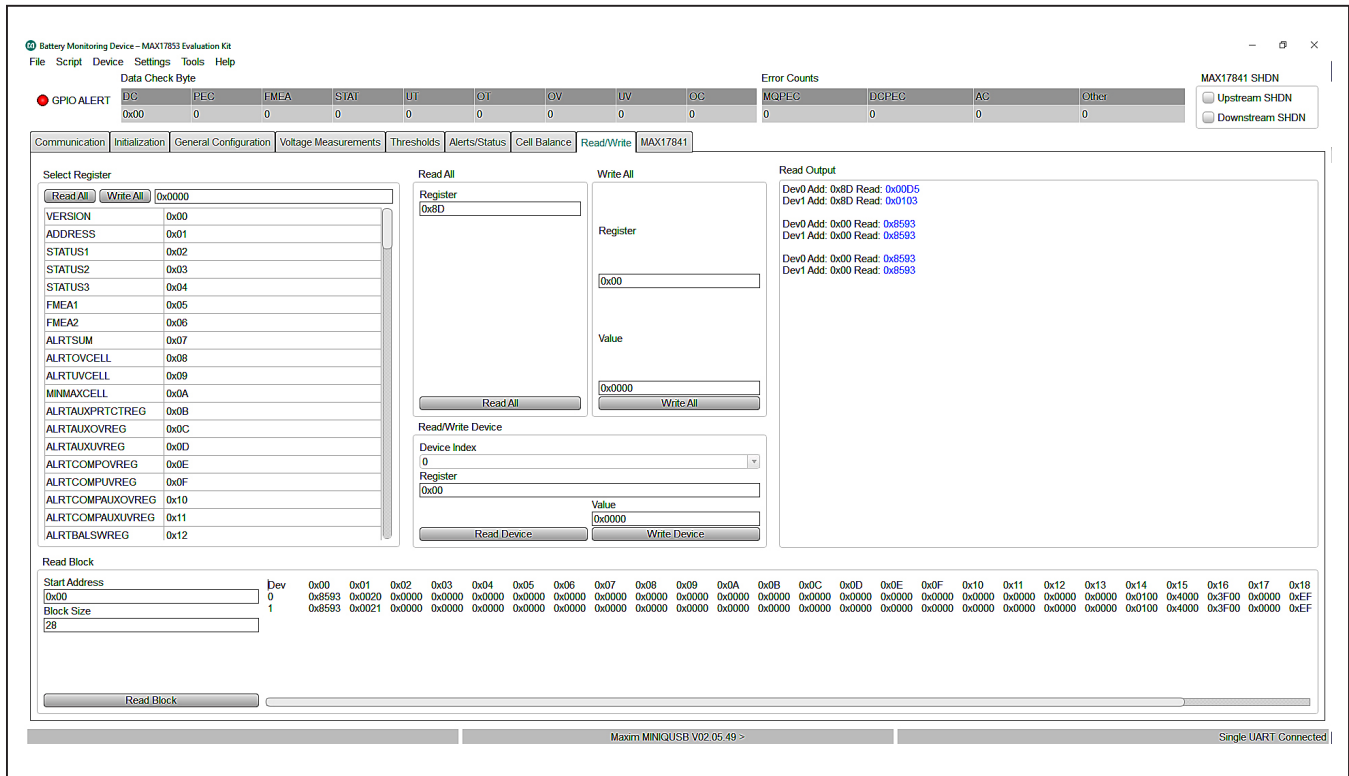 Battery Monitoring Device – MAX17853 Evaluation Kit
File Script Device Settings Tools Help
Data Check Byte Error Counts MAX17841 SHDN
GPIO ALERT DC PEC FMEA STAT UT OT OV UV OC MQPEC DCPEC AC Other Upstream SHDN
0x00 0 0 0 0 0 0 0 0 0 0 0 0 Downstream SHDN
Communication Initialization General Configuration Voltage Measurements Thresholds Alerts/Status Cell Balance Read/Write MAX17841
Select Register
Read All Write All 0x0000
VERSION 0x00
ADDRESS 0x01
STATUS1 0x02
STATUS2 0x03
STATUS3 0x04
FMEA1 0x05
FMEA2 0x06
ALRTSUM 0x07
ALRTOVCELL 0x08
ALRTUVCELL 0x09
MINMAXCELL 0x0A
ALRTAUXPRTCTREG 0x0B
ALRTAUXOVREG 0x0C
ALRTAUXUVREG 0x0D
ALRTCOMPOVREG 0x0E
ALRTCOMPUVREG 0x0F
ALRTCOMPAUXOVREG 0x10
ALRTCOMPAUXUVREG 0x11
ALRTBALSWREG 0x12
Read All
Register
0x8D
Read All
Write All
Register
0x00
Value
0x0000
Write All
Read/Write Device
Device Index
0
Register
0x00
Value
0x0000
Read Device Write Device
Read Output
Dev0 Add: 0x8D Read: 0x00D5
Dev1 Add: 0x8D Read: 0x0103
Dev0 Add: 0x00 Read: 0x8593
Dev1 Add: 0x00 Read: 0x8593
Dev0 Add: 0x00 Read: 0x8593
Dev1 Add: 0x00 Read: 0x8593
Read Block
Start Address
0x00
Block Size
28
Read Block
Dev 0x00 0x01 0x02 0x03 0x04 0x05 0x06 0x07 0x08 0x09 0x0A 0x0B 0x0C 0x0D 0x0E 0x0F 0x10 0x11 0x12 0x13 0x14 0x15 0x16 0x17 0x18
0 0x8593 0x0020 0x0000 0x0000 0x0000 0x0000 0x0000 0x0000 0x0000 0x0000 0x0000 0x0000 0x0000 0x0000 0x0000 0x0000 0x0000 0x0000 0x0000 0x0000 0x0100 0x4000 0x3F00 0x0000 0xEF
1 0x8593 0x0021 0x0000 0x0000 0x0000 0x0000 0x0000 0x0000 0x0000 0x0000 0x0000 0x0000 0x0000 0x0000 0x0000 0x0000 0x0000 0x0000 0x0000 0x0000 0x0100 0x4000 0x3F00 0x0000 0xEF
Maxim MINIQUSB V02.05.49 > Single UART Connected